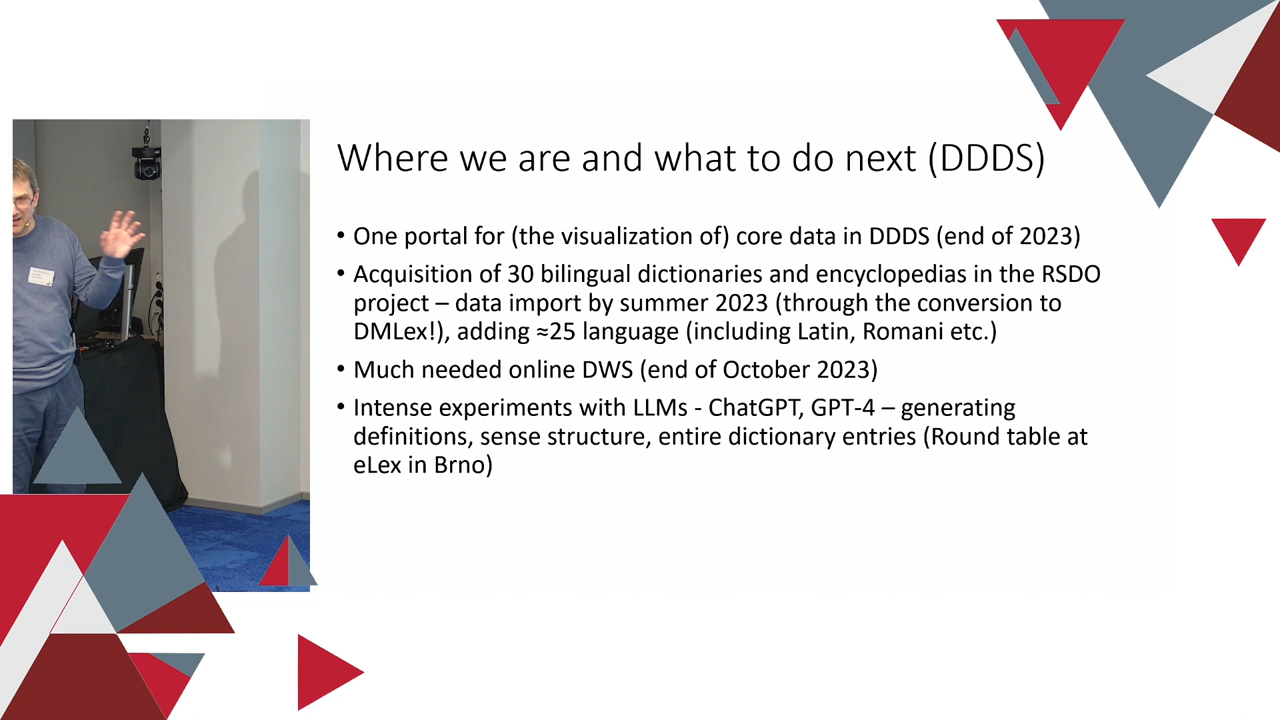 Where we are and what to do next (DDDS)
• One portal for (the visualization of) core data in DDDS (end of 2023)
• Acquisition of 30 bilingual dictionaries and encyclopedias in the RSDO
project – data import by summer 2023 (through the conversion to
DMLex!), adding ≈25 language (including Latin, Romani etc.)
• Much needed online DWS (end of October 2023)
• Intense experiments with LLMs - ChatGPT, GPT-4 – generating
definitions, sense structure, entire dictionary entries (Round table at
eLex in Brno)